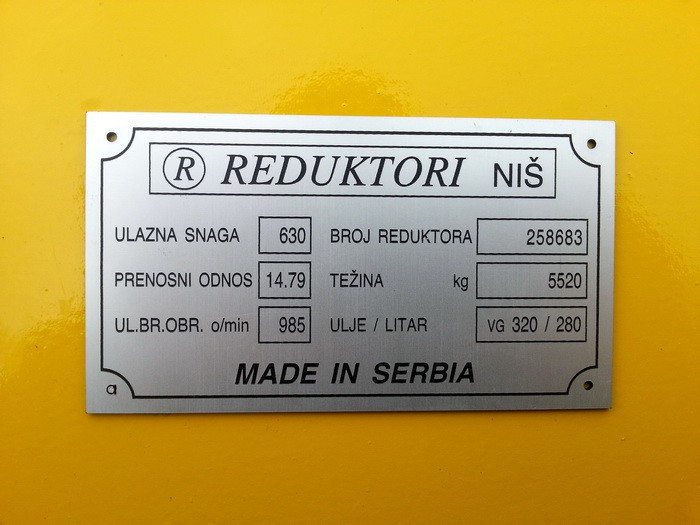 ® REDUKTORI NIŠ
ULAZNA SNAGA 630 BROJ REDUKTORA 258683
PRENOSNI ODNOS 14.79 TEŽINA kg 5520
UL.BR.OBR. o/min 985 ULJE / LITAR VG 320 / 280
MADE IN SERBIA
a